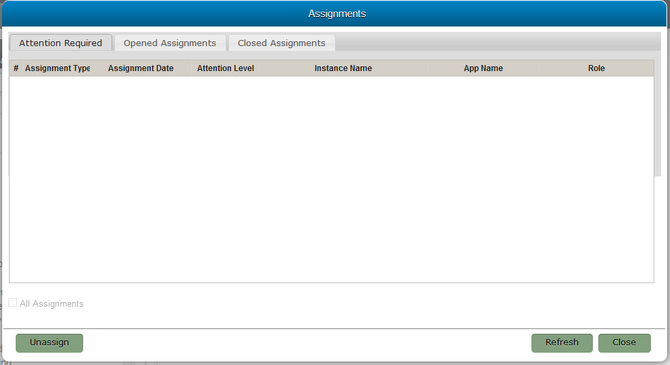 Assignments
Attention Required Opened Assignments Closed Assignments
# Assignment Type Assignment Date Attention Level Instance Name App Name Role
All Assignments
Unassign Refresh Close